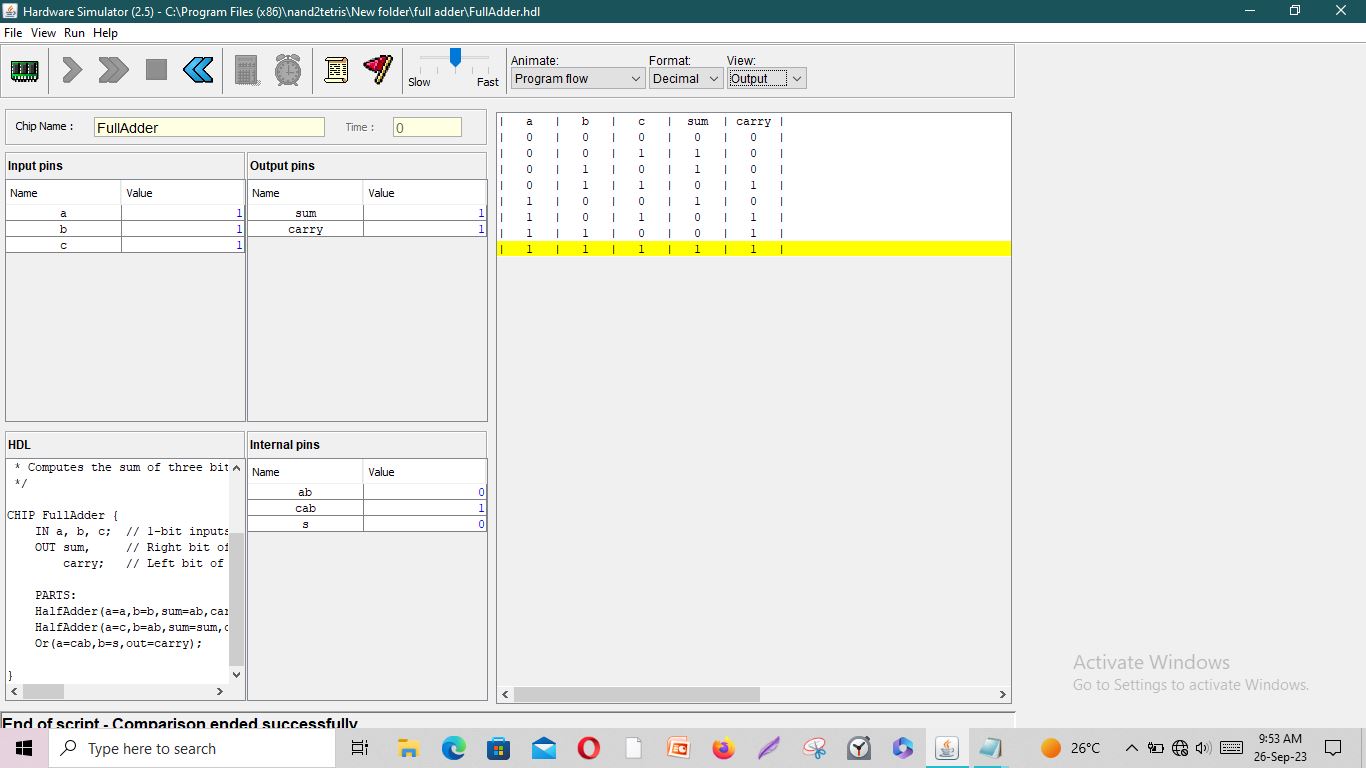 Hardware Simulator (2.5) - C:\Program Files (x86)\nand2tetris\New folder\full adder\FullAdder.hdl
File View Run Help
Animate: Format: View:
Slow Fast Program flow Decimal Output
Chip Name : FullAdder Time : 0
Input pins
Name Value
a 1
b 1
c 1
Output pins
Name Value
sum 1
carry 1
| a | b | c | sum | carry |
| 0 | 0 | 0 | 0 | 0 |
| 0 | 0 | 1 | 1 | 0 |
| 0 | 1 | 0 | 1 | 0 |
| 0 | 1 | 1 | 0 | 1 |
| 1 | 0 | 0 | 1 | 0 |
| 1 | 0 | 1 | 0 | 1 |
| 1 | 1 | 0 | 0 | 1 |
| 1 | 1 | 1 | 1 | 1 |
HDL
* Computes the sum of three bit
*/
CHIP FullAdder {
IN a, b, c; // 1-bit inputs
OUT sum, // Right bit of
carry; // Left bit of
PARTS:
HalfAdder(a=a,b=b,sum=ab,car
HalfAdder(a=c,b=ab,sum=sum,c
Or(a=cab,b=s,out=carry);
}
Internal pins
Name Value
ab 0
cab 1
s 0
Activate Windows
Go to Settings to activate Windows.
End of script - Comparison ended successfully
Type here to search
26°C
9:53 AM
26-Sep-23